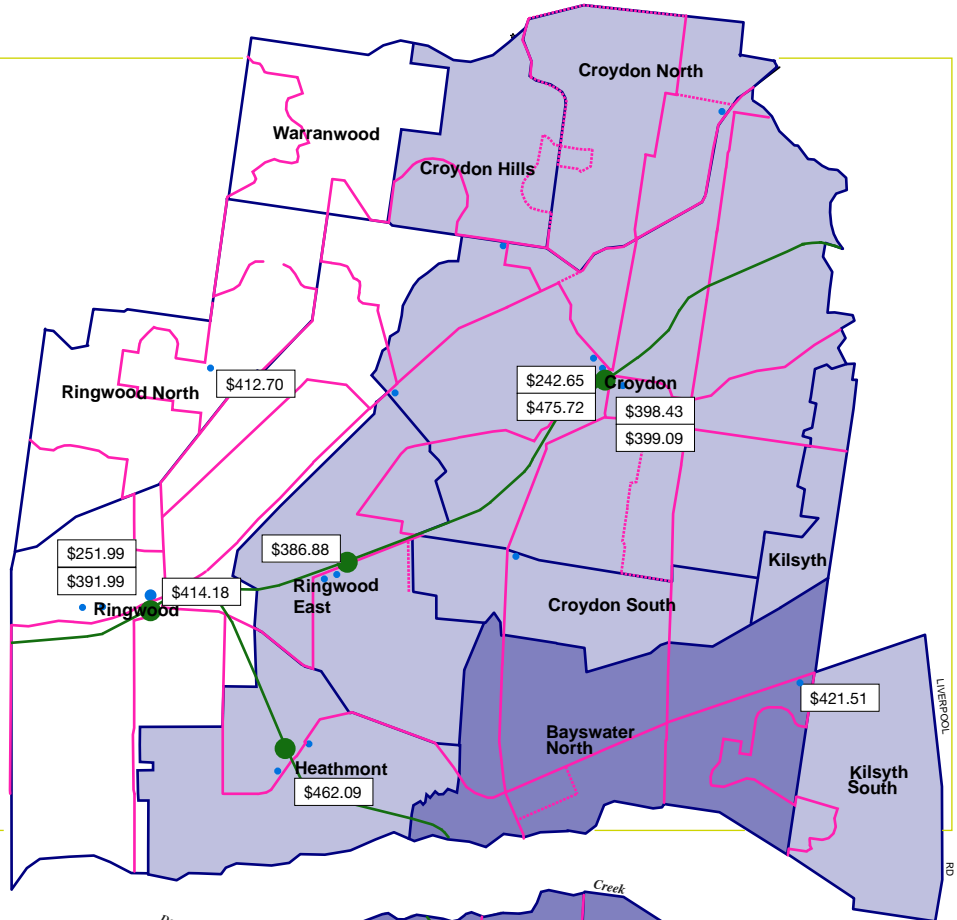 Croydon North
Warranwood
Croydon Hills
$412.70
Ringwood North
$242.65
Croydon
$475.72
$398.43
$399.09
$251.99
$386.88
$391.99
Kilsyth
$414.18
Ringwood
Ringwood
East
Croydon South
$421.51
LIVERPOOL
Bayswater
North
Heathmont
Kilsyth
South
$462.09
RD
Creek